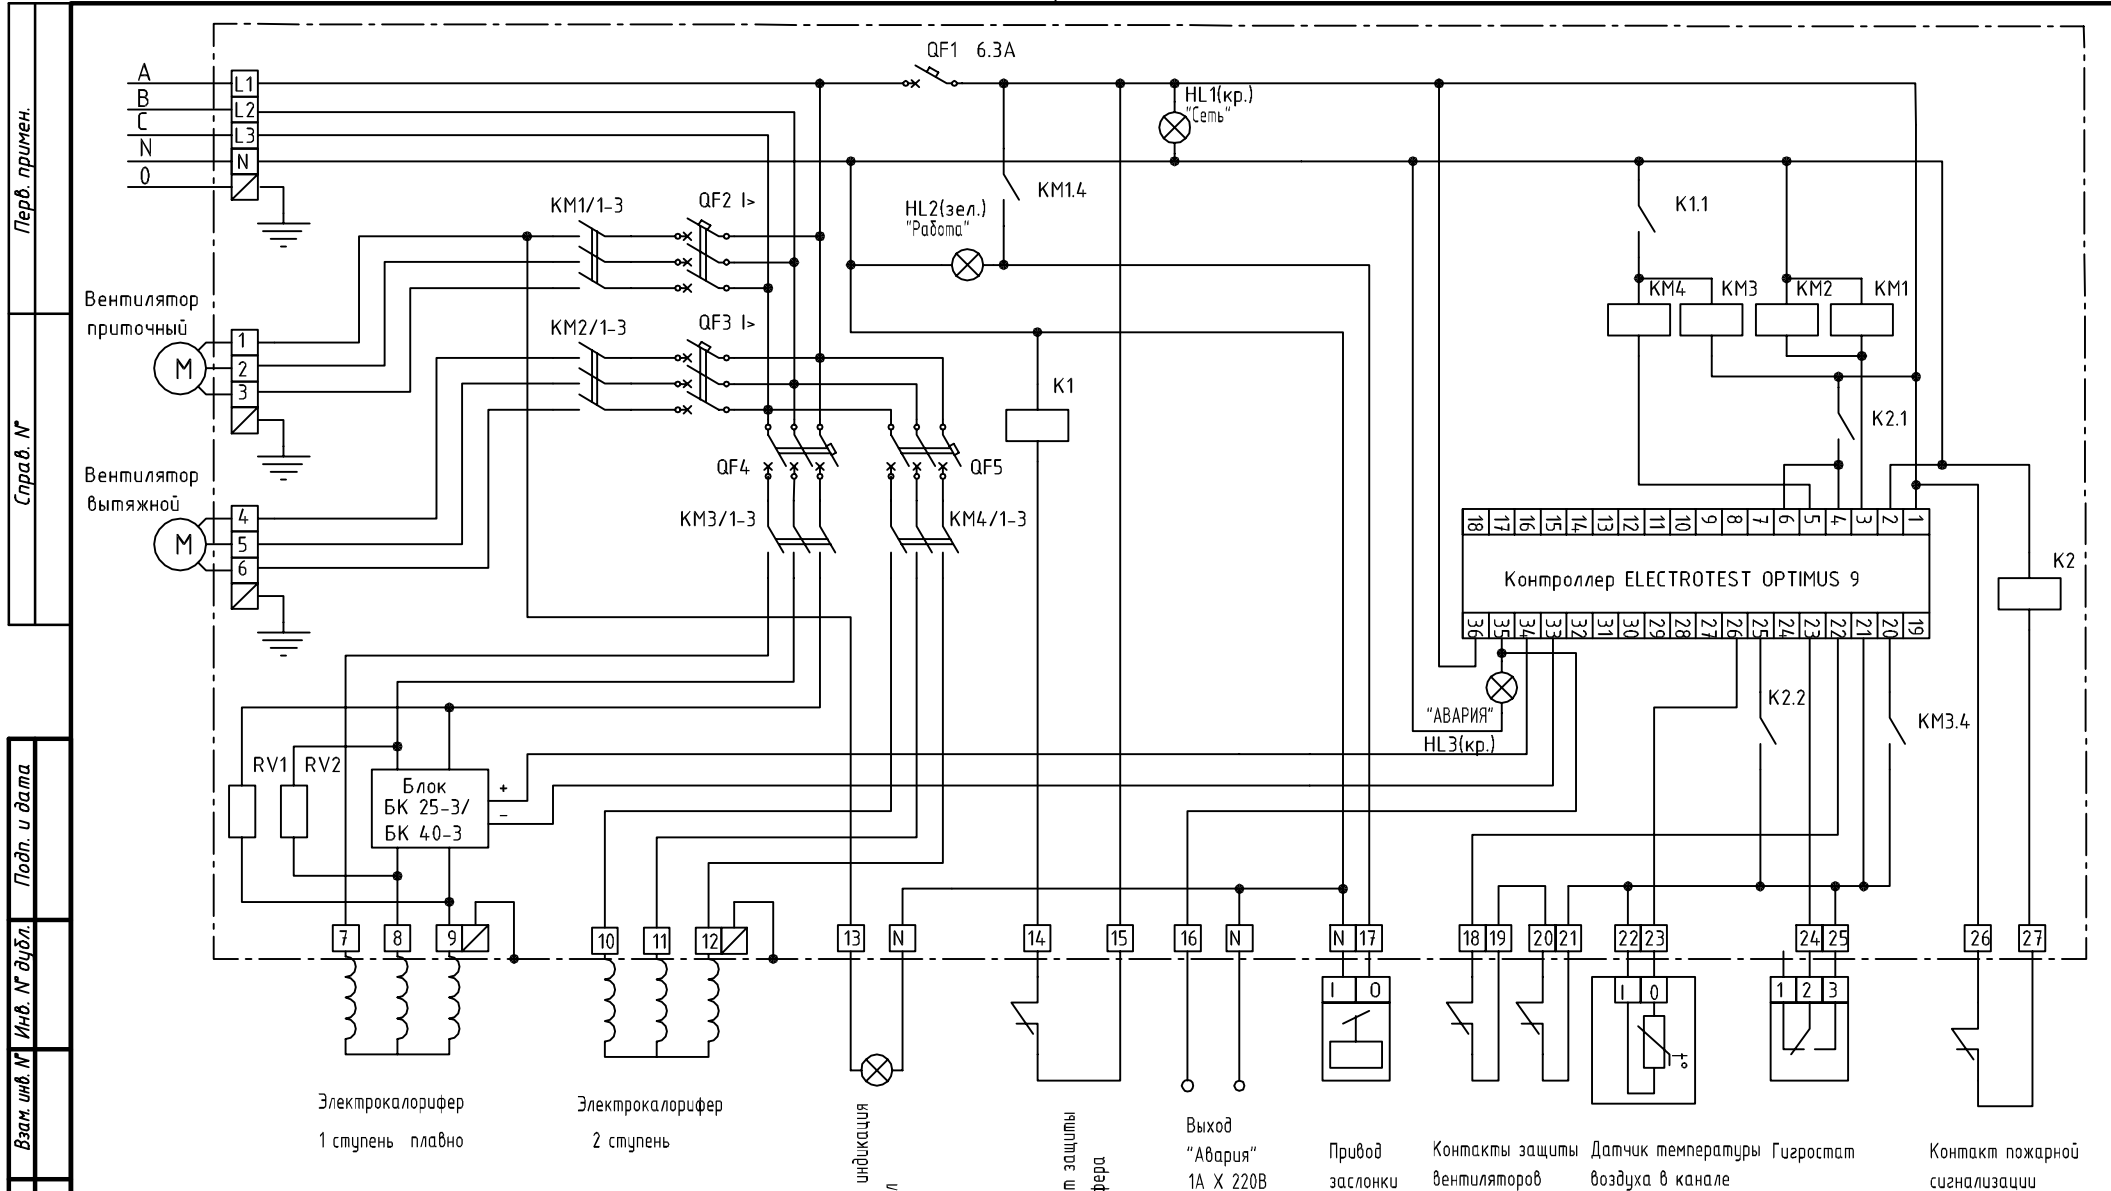 Перв. примен.
Справ. №
Подп. и дата
Инв. № дубл.
Взам. инв. №
QF1 6.3А
A
B
C
N
0
L1
L2
L3
N
HL1(кр.)
"Сеть"
KM1.4
HL2(зел.)
"Работа"
KM1/1-3
QF2 I>
K1.1
KM4
KM3
KM2
KM1
Вентилятор
приточный
M
1
2
3
KM2/1-3
QF3 I>
K1
K2.1
QF4
QF5
Вентилятор
вытяжной
M
4
5
6
KM3/1-3
KM4/1-3
18 17 16 15 14 13 12 11 10 9 8 7 6 5 4 3 2 1
Контроллер ELECTROTEST OPTIMUS 9
36 35 34 33 32 31 30 29 28 27 26 25 24 23 22 21 20 19
K2
"АВАРИЯ"
HL3(кр.)
K2.2
KM3.4
RV1
RV2
Блок
БК 25-3/
БК 40-3
+
-
7
8
9
10
11
12
13
N
14
15
16
N
N
17
18
19
20
21
22
23
24
25
26
27
I 0
I 0
t°
1 2 3
Электрокалорифер
1 ступень плавно
Электрокалорифер
2 ступень
индикация
л
т защиты
фера
Выход
"Авария"
1А Х 220В
Привод
заслонки
Контакты защиты
вентиляторов
Датчик температуры
воздуха в канале
Гигростат
Контакт пожарной
сигнализации